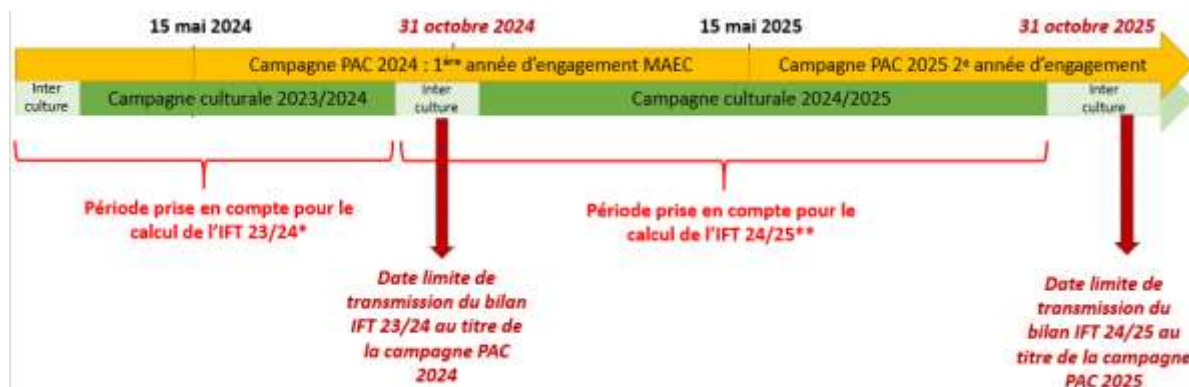 15 mai 2024
31 octobre 2024
15 mai 2025
31 octobre 2025
Campagne PAC 2024 : 1ère année d'engagement MAEC
Campagne PAC 2025 2e année d'engagement
Inter
culture
Campagne culturale 2023/2024
Inter
culture
Campagne culturale 2024/2025
Inter
culture
Période prise en compte pour le
calcul de l'IFT 23/24*
Période prise en compte pour le
calcul de l'IFT 24/25**
Date limite de
transmission du bilan
IFT 23/24 au titre de
la campagne PAC
2024
Date limite de
transmission du
bilan IFT 24/25 au
titre de la campagne
PAC 2025